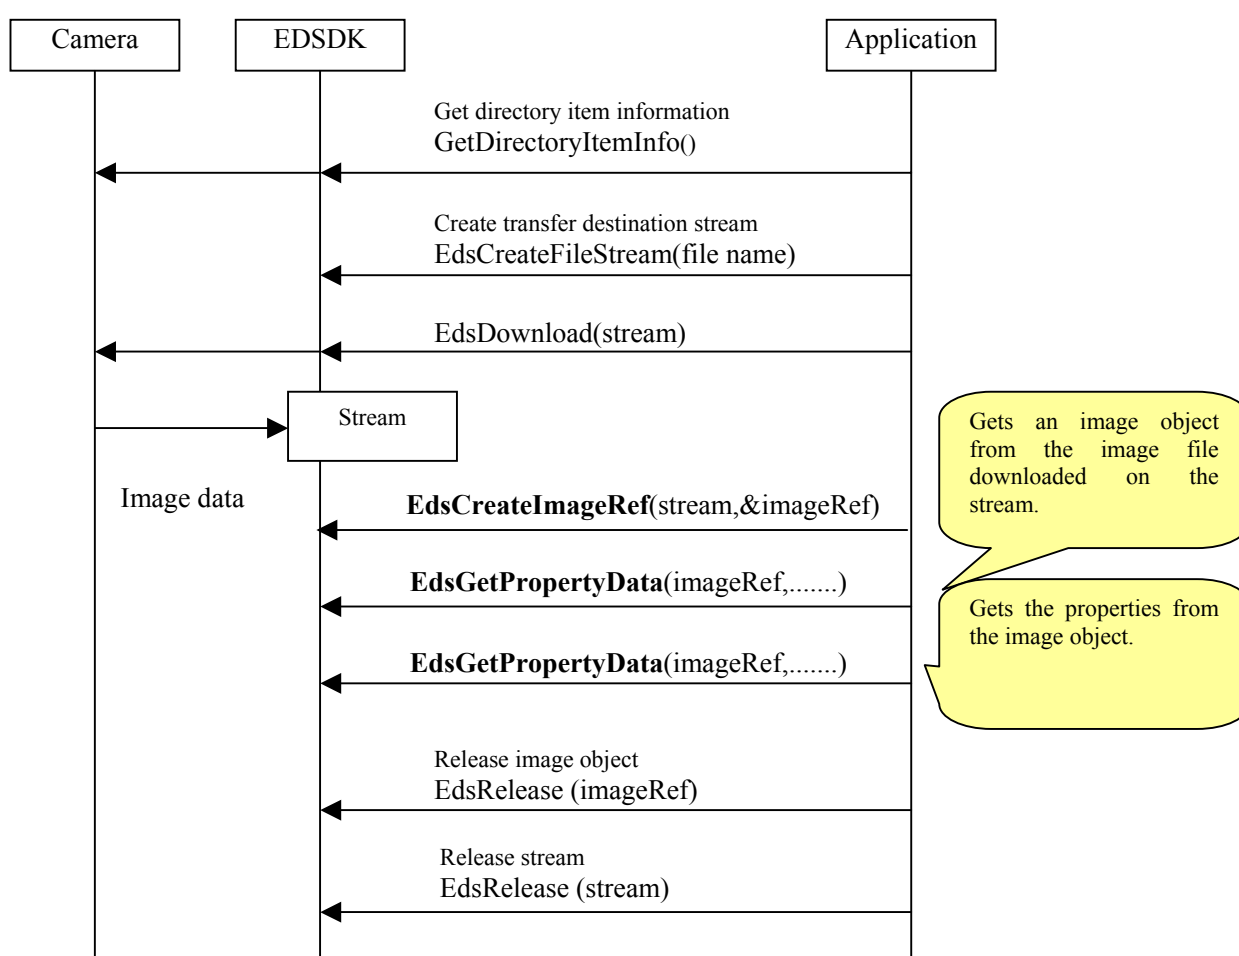 Camera
EDSDK
Application
Get directory item information
GetDirectoryItemInfo()
Create transfer destination stream
EdsCreateFileStream(file name)
EdsDownload(stream)
Stream
Gets an image object
from the image file
downloaded on the
stream.
Image data
EdsCreateImageRef(stream,&imageRef)
EdsGetPropertyData(imageRef,.......)
Gets the properties from
the image object.
EdsGetPropertyData(imageRef,.......)
Release image object
EdsRelease (imageRef)
Release stream
EdsRelease (stream)